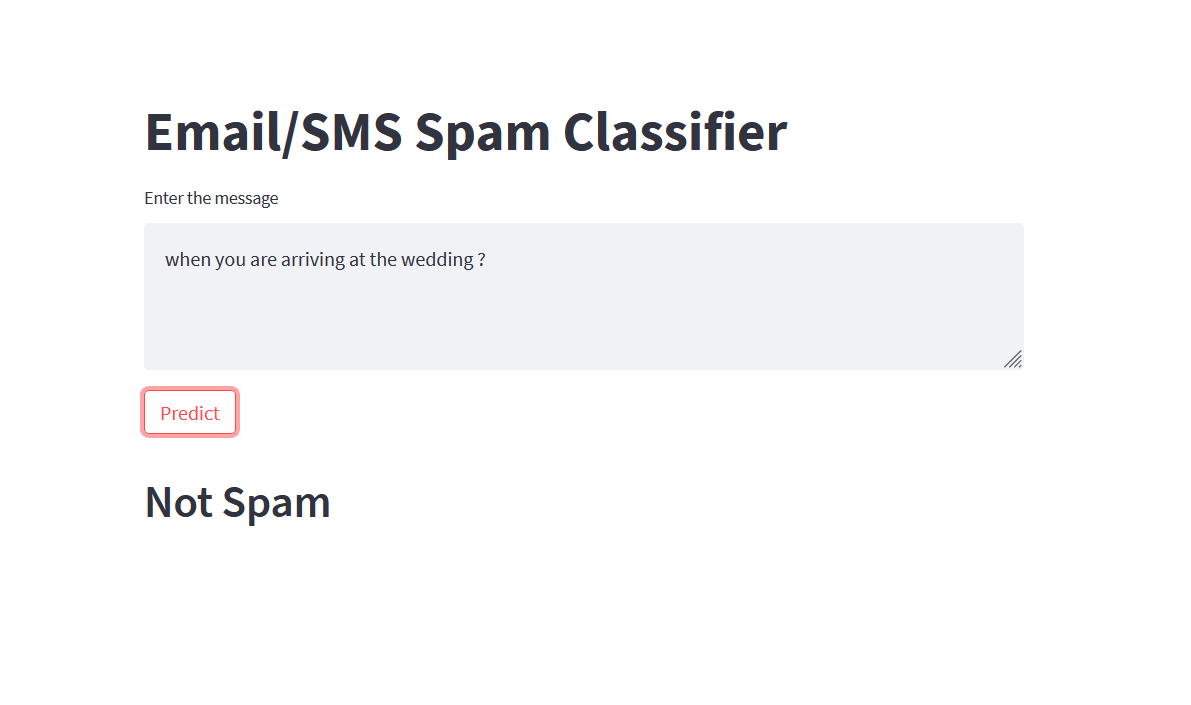 Email/SMS Spam Classifier
Enter the message
when you are arriving at the wedding ?
Predict
Not Spam